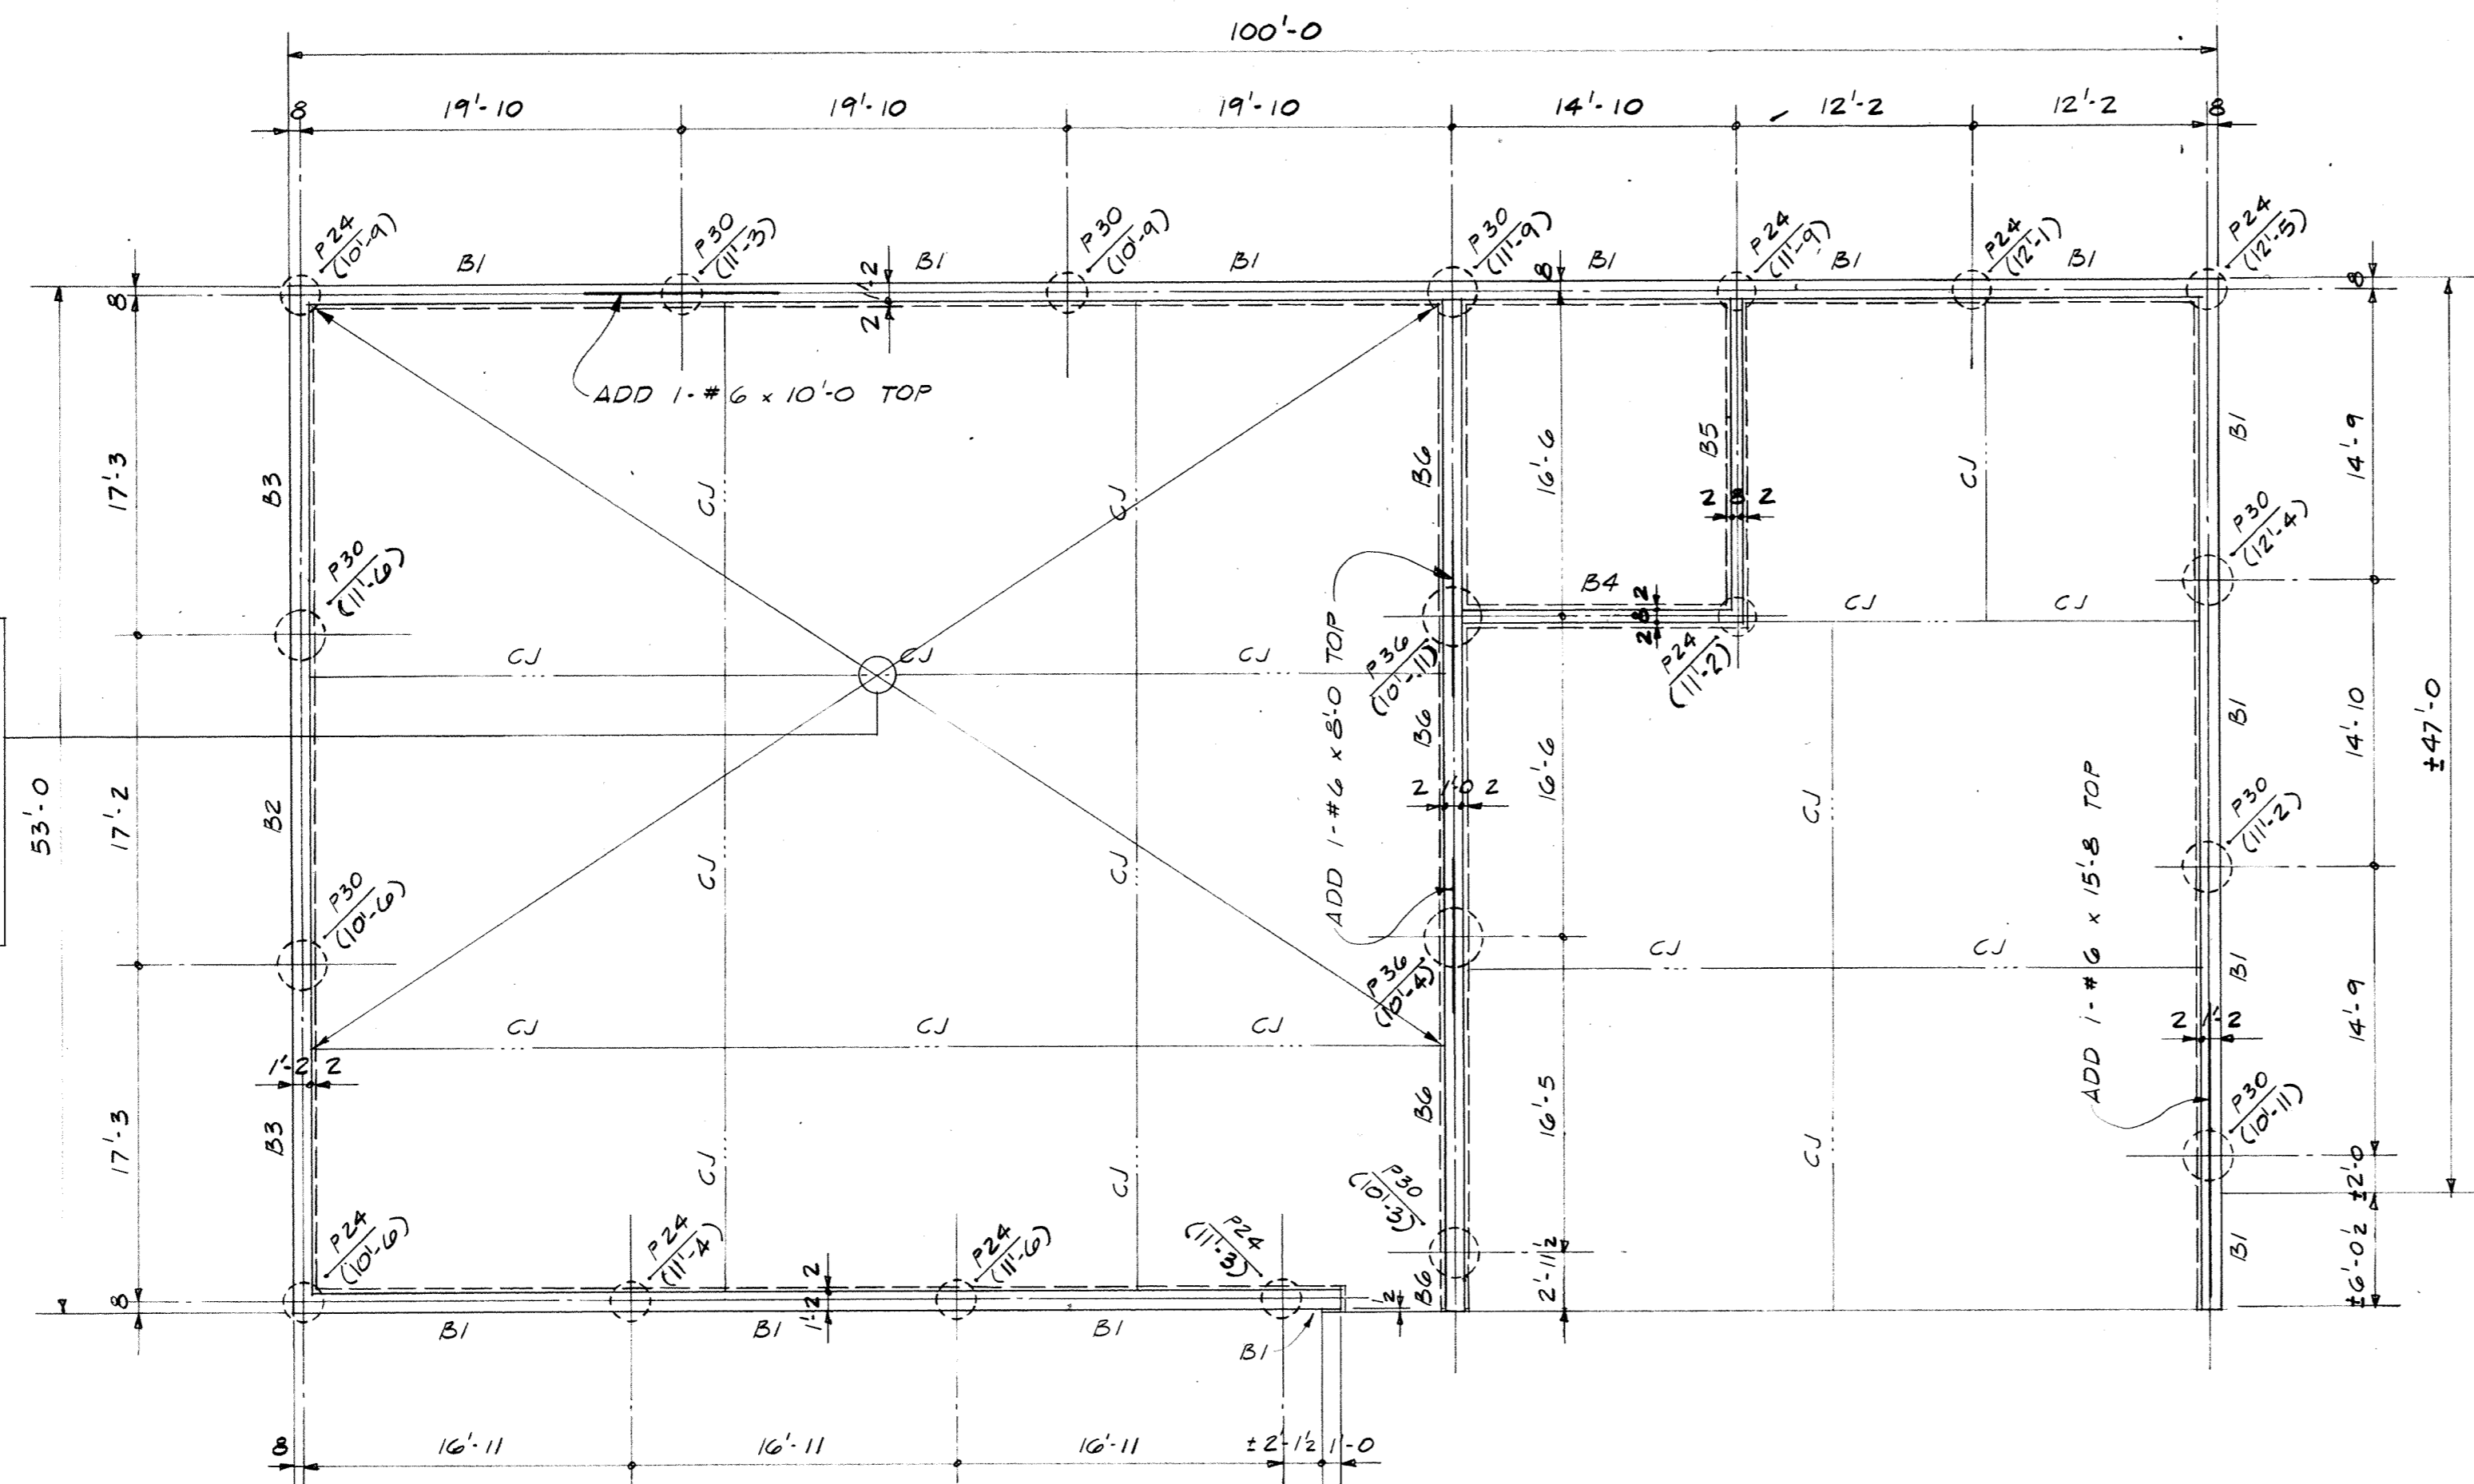 100'-0
8 19'-10 19'-10 19'-10 14'-10 12'-2 12'-2 8
P24
(10'-9)
P30
(11'-3)
P30
(10'-9)
P30
(11'-9)
P24
(11'-9)
P24
(12'-1)
P24
(12'-5)
B1 B1 B1 B1 B1 B1
8
1'-2
2
8
8
ADD 1-#6 x 10'-0 TOP
17'-3
B3
CJ
CJ
B6
16'-6
B5
2 8 2
CJ
B1
14'-9
P30
(11'-6)
P30
(12'-4)
B4
2
8
2
CJ CJ
CJ CJ CJ
P36
(10'-11)
P24
(11'-2)
ADD 1-#6 x 8'-0 TOP
53'-0
17'-2
B2
CJ
CJ
B6
2 1'-0 2
16'-6
CJ
B1
14'-10
±47'-0
P30
(11'-2)
ADD 1-#6 x 15'-8 TOP
P30
(10'-6)
P36
(10'-4)
CJ CJ
B1
14'-9
CJ CJ CJ
1'-2 2
2 1'-2
17'-3
B3
CJ
CJ
B6
16'-5
CJ
P30
(10'-11)
P30
(10'-3)
±2'-0
P24
(10'-6)
P24
(11'-4)
P24
(11'-6)
P24
(11'-3)
8
2
1'-2
2
B6
2'-11½
B1
±6'-0½
B1 B1 B1
B1
8 16'-11 16'-11 16'-11 ±2'-1½ 1'-0